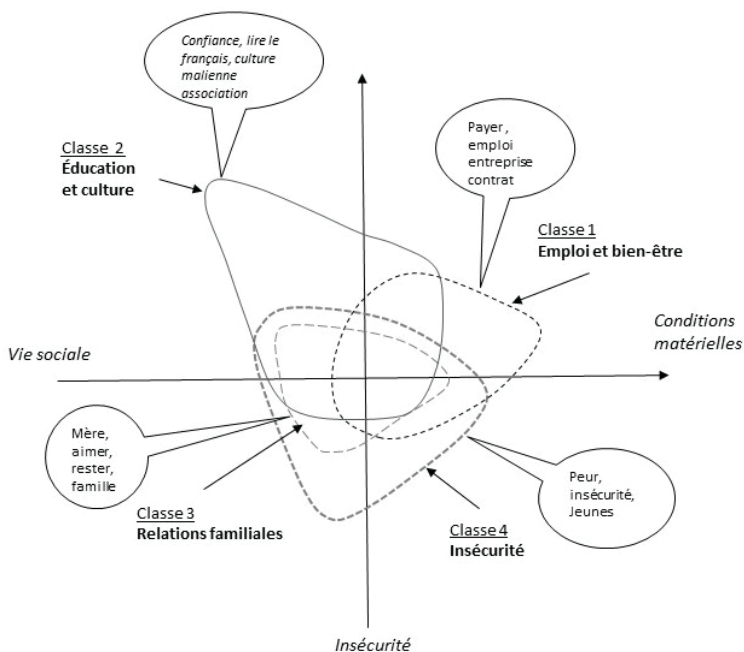 Confiance, lire le
français, culture
malienne
association
Classe 2
Éducation
et culture
Payer,
emploi
entreprise
contrat
Classe 1
Emploi et bien-être
Conditions
matérielles
Vie sociale
Mère,
aimer,
rester,
famille
Classe 3
Relations familiales
Peur,
insécurité,
Jeunes
Classe 4
Insécurité
Insécurité